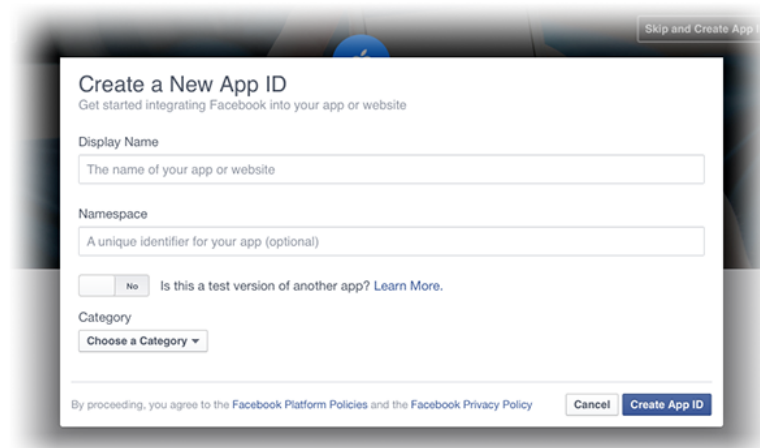 Skip and Create App
Create a New App ID
Get started integrating Facebook into your app or website
Display Name
The name of your app or website
Namespace
A unique identifier for your app (optional)
No Is this a test version of another app? Learn More.
Category
Choose a Category
By proceeding, you agree to the Facebook Platform Policies and the Facebook Privacy Policy Cancel Create App ID